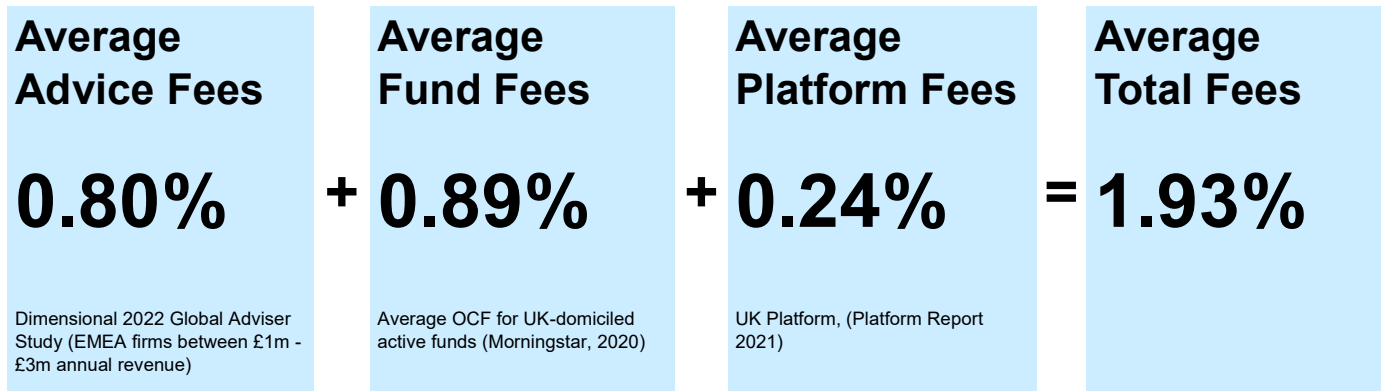 Average
Advice Fees
0.80%
Dimensional 2022 Global Adviser
Study (EMEA firms between £1m -
£3m annual revenue)
+
Average
Fund Fees
0.89%
Average OCF for UK-domiciled
active funds (Morningstar, 2020)
+
Average
Platform Fees
0.24%
UK Platform, (Platform Report
2021)
=
Average
Total Fees
1.93%